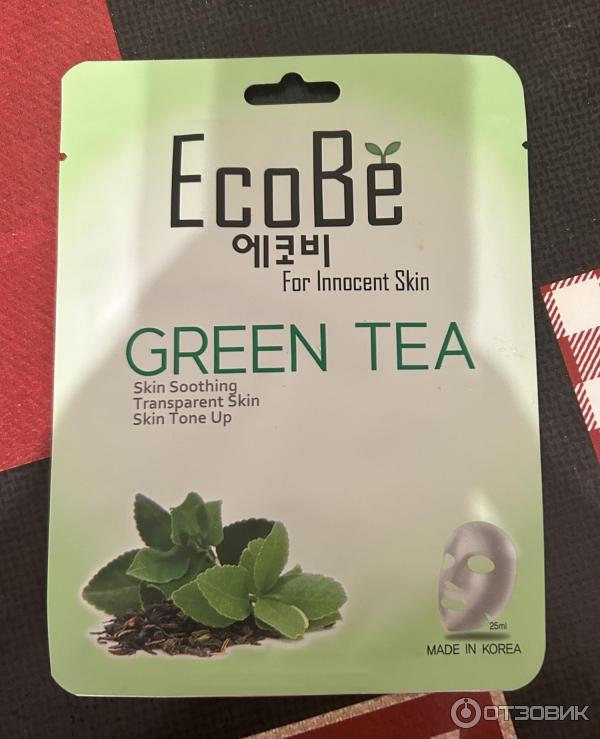 EcoBe
에코비
For Innocent Skin
GREEN TEA
Skin Soothing
Transparent Skin
Skin Tone Up
25ml
MADE IN KOREA
ОТЗОВИК